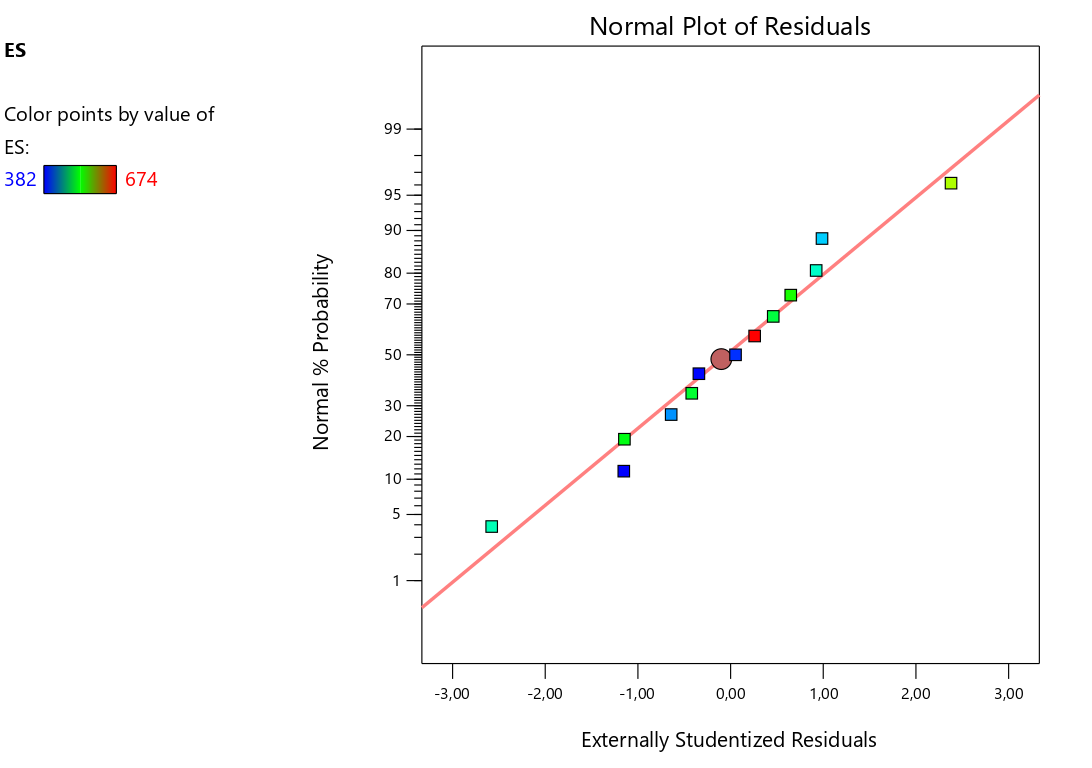 ES
Color points by value of
ES:
382 674
Normal Plot of Residuals
Normal % Probability
99
95
90
80
70
50
30
20
10
5
1
-3,00 -2,00 -1,00 0,00 1,00 2,00 3,00
Externally Studentized Residuals